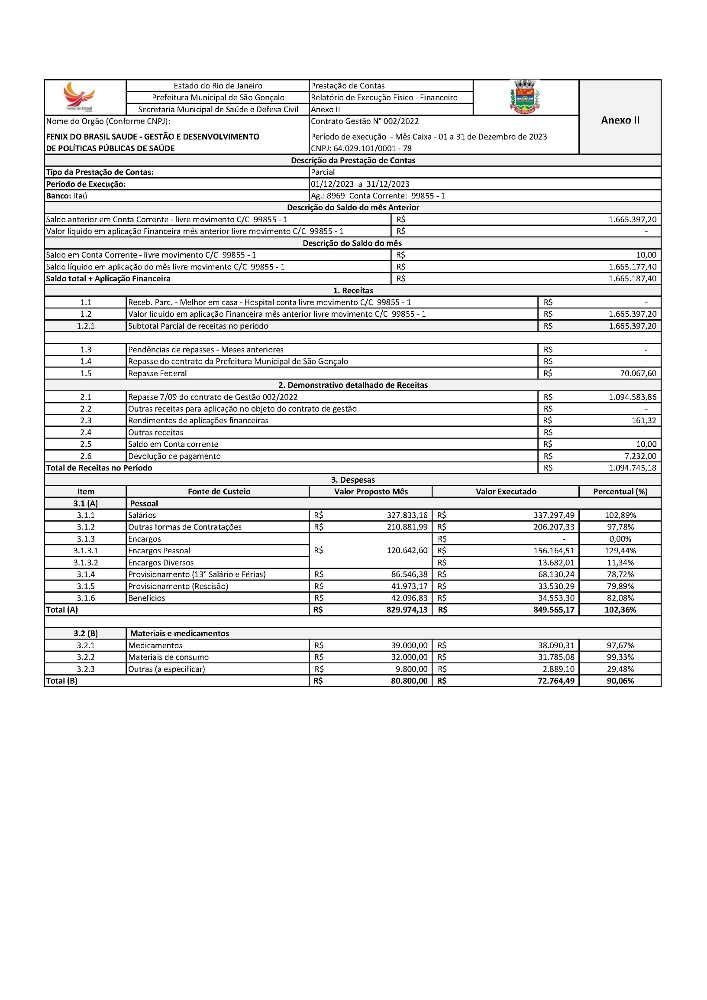 Fenix do Brasil
Saúde
Estado do Rio de Janeiro
Prestação de Contas
Prefeitura Municipal de São Gonçalo
Relatório de Execução Físico - Financeiro
Secretaria Municipal de Saúde e Defesa Civil
Anexo II
SÃO GONÇALO
Anexo II
Nome do Orgão (Conforme CNPJ):
Contrato Gestão N° 002/2022
FENIX DO BRASIL SAUDE - GESTÃO E DESENVOLVIMENTO
Período de execução - Mês Caixa - 01 a 31 de Dezembro de 2023
DE POLÍTICAS PÚBLICAS DE SAÚDE
CNPJ: 64.029.101/0001 - 78
Descrição da Prestação de Contas
Tipo da Prestação de Contas: Parcial
Período de Execução: 01/12/2023 a 31/12/2023
Banco: Itaú Ag.: 8969 Conta Corrente: 99855 - 1
Descrição do Saldo do mês Anterior
Saldo anterior em Conta Corrente - livre movimento C/C 99855 - 1 R$ 1.665.397,20
Valor líquido em aplicação Financeira mês anterior livre movimento C/C 99855 - 1 R$ -
Descrição do Saldo do mês
Saldo em Conta Corrente - livre movimento C/C 99855 - 1 R$ 10,00
Saldo líquido em aplicação do mês livre movimento C/C 99855 - 1 R$ 1.665.177,40
Saldo total + Aplicação Financeira R$ 1.665.187,40
1. Receitas
1.1 Receb. Parc. - Melhor em casa - Hospital conta livre movimento C/C 99855 - 1 R$ -
1.2 Valor líquido em aplicação Financeira mês anterior livre movimento C/C 99855 - 1 R$ 1.665.397,20
1.2.1 Subtotal Parcial de receitas no período R$ 1.665.397,20
1.3 Pendências de repasses - Meses anteriores R$ -
1.4 Repasse do contrato da Prefeitura Municipal de São Gonçalo R$ -
1.5 Repasse Federal R$ 70.067,60
2. Demonstrativo detalhado de Receitas
2.1 Repasse 7/09 do contrato de Gestão 002/2022 R$ 1.094.583,86
2.2 Outras receitas para aplicação no objeto do contrato de gestão R$ -
2.3 Rendimentos de aplicações financeiras R$ 161,32
2.4 Outras receitas R$ -
2.5 Saldo em Conta corrente R$ 10,00
2.6 Devolução de pagamento R$ 7.232,00
Total de Receitas no Período R$ 1.094.745,18
3. Despesas
Item Fonte de Custeio Valor Proposto Mês Valor Executado Percentual (%)
3.1 (A) Pessoal
3.1.1 Salários R$ 327.833,16 R$ 337.297,49 102,89%
3.1.2 Outras formas de Contratações R$ 210.881,99 R$ 206.207,33 97,78%
3.1.3 Encargos R$ - 0,00%
3.1.3.1 Encargos Pessoal R$ 120.642,60 R$ 156.164,51 129,44%
3.1.3.2 Encargos Diversos R$ 13.682,01 11,34%
3.1.4 Provisionamento (13° Salário e Férias) R$ 86.546,38 R$ 68.130,24 78,72%
3.1.5 Provisionamento (Rescisão) R$ 41.973,17 R$ 33.530,29 79,89%
3.1.6 Benefícios R$ 42.096,83 R$ 34.553,30 82,08%
Total (A) R$ 829.974,13 R$ 849.565,17 102,36%
3.2 (B) Materiais e medicamentos
3.2.1 Medicamentos R$ 39.000,00 R$ 38.090,31 97,67%
3.2.2 Materiais de consumo R$ 32.000,00 R$ 31.785,08 99,33%
3.2.3 Outras (a especificar) R$ 9.800,00 R$ 2.889,10 29,48%
Total (B) R$ 80.800,00 R$ 72.764,49 90,06%